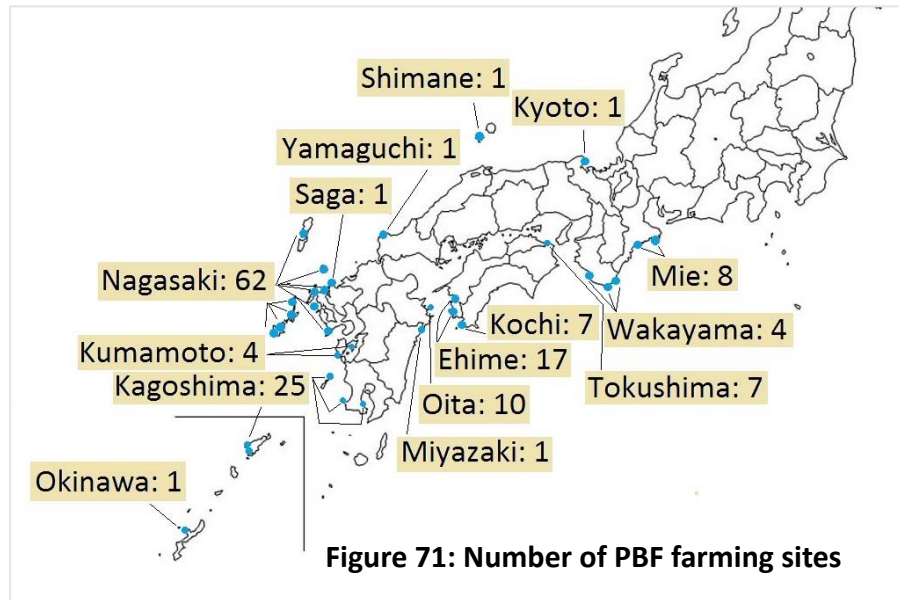 Shimane: 1
Kyoto: 1
Yamaguchi: 1
Saga: 1
Nagasaki: 62
Mie: 8
Kochi: 7
Wakayama: 4
Kumamoto: 4
Ehime: 17
Kagoshima: 25
Oita: 10
Tokushima: 7
Miyazaki: 1
Okinawa: 1
Figure 71: Number of PBF farming sites